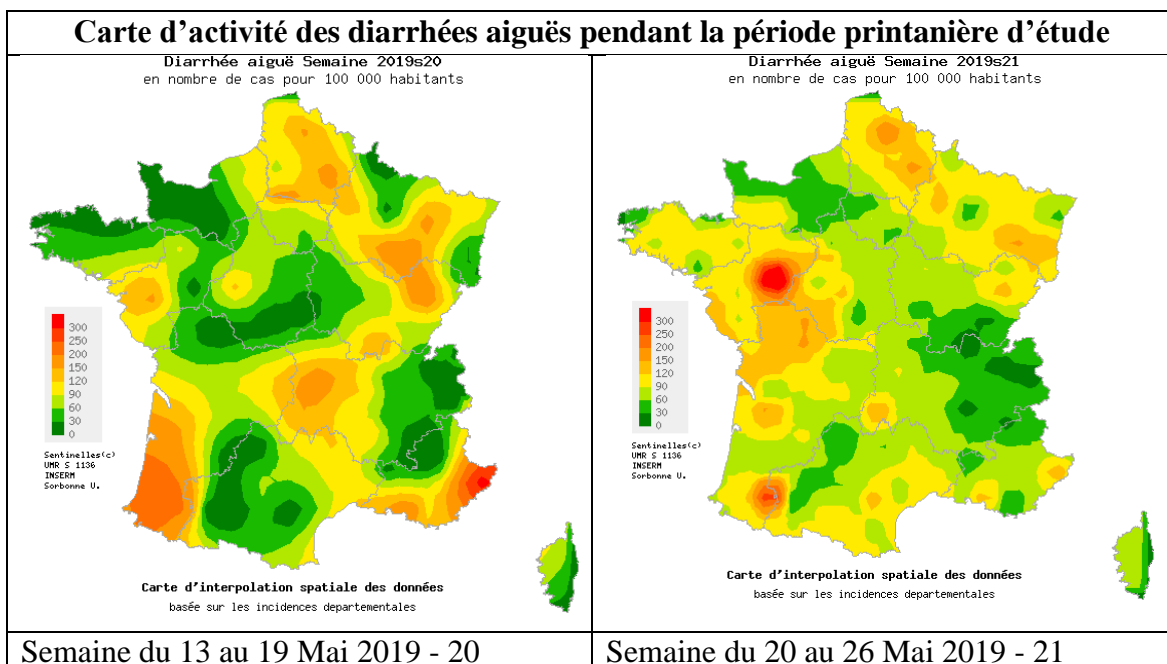 Carte d'activité des diarrhées aiguës pendant la période printanière d'étude
Diarrhée aiguë Semaine 2019s20
en nombre de cas pour 100 000 habitants
300
250
200
150
120
90
60
30
0
Sentinelles(c)
UMR S 1136
INSERM
Sorbonne U.
Carte d'interpolation spatiale des données
basée sur les incidences departementales
Diarrhée aiguë Semaine 2019s21
en nombre de cas pour 100 000 habitants
300
250
200
150
120
90
60
30
0
Sentinelles(c)
UMR S 1136
INSERM
Sorbonne U.
Carte d'interpolation spatiale des données
basée sur les incidences departementales
Semaine du 13 au 19 Mai 2019 - 20
Semaine du 20 au 26 Mai 2019 - 21